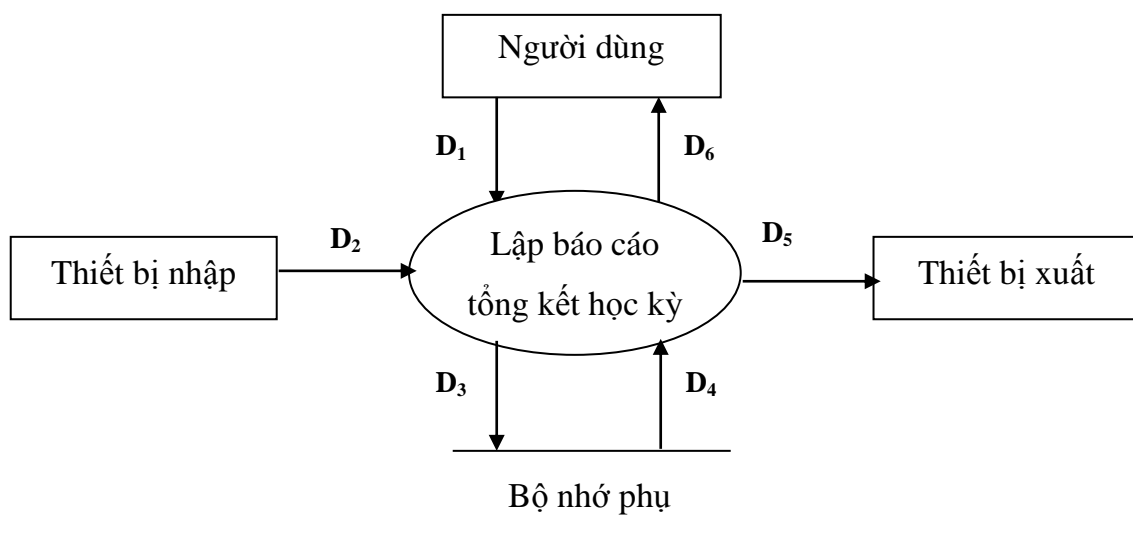 Người dùng
D₁
D₆
D₂
Lập báo cáo
tổng kết học kỳ
D₅
Thiết bị nhập
Thiết bị xuất
D₃
D₄
Bộ nhớ phụ